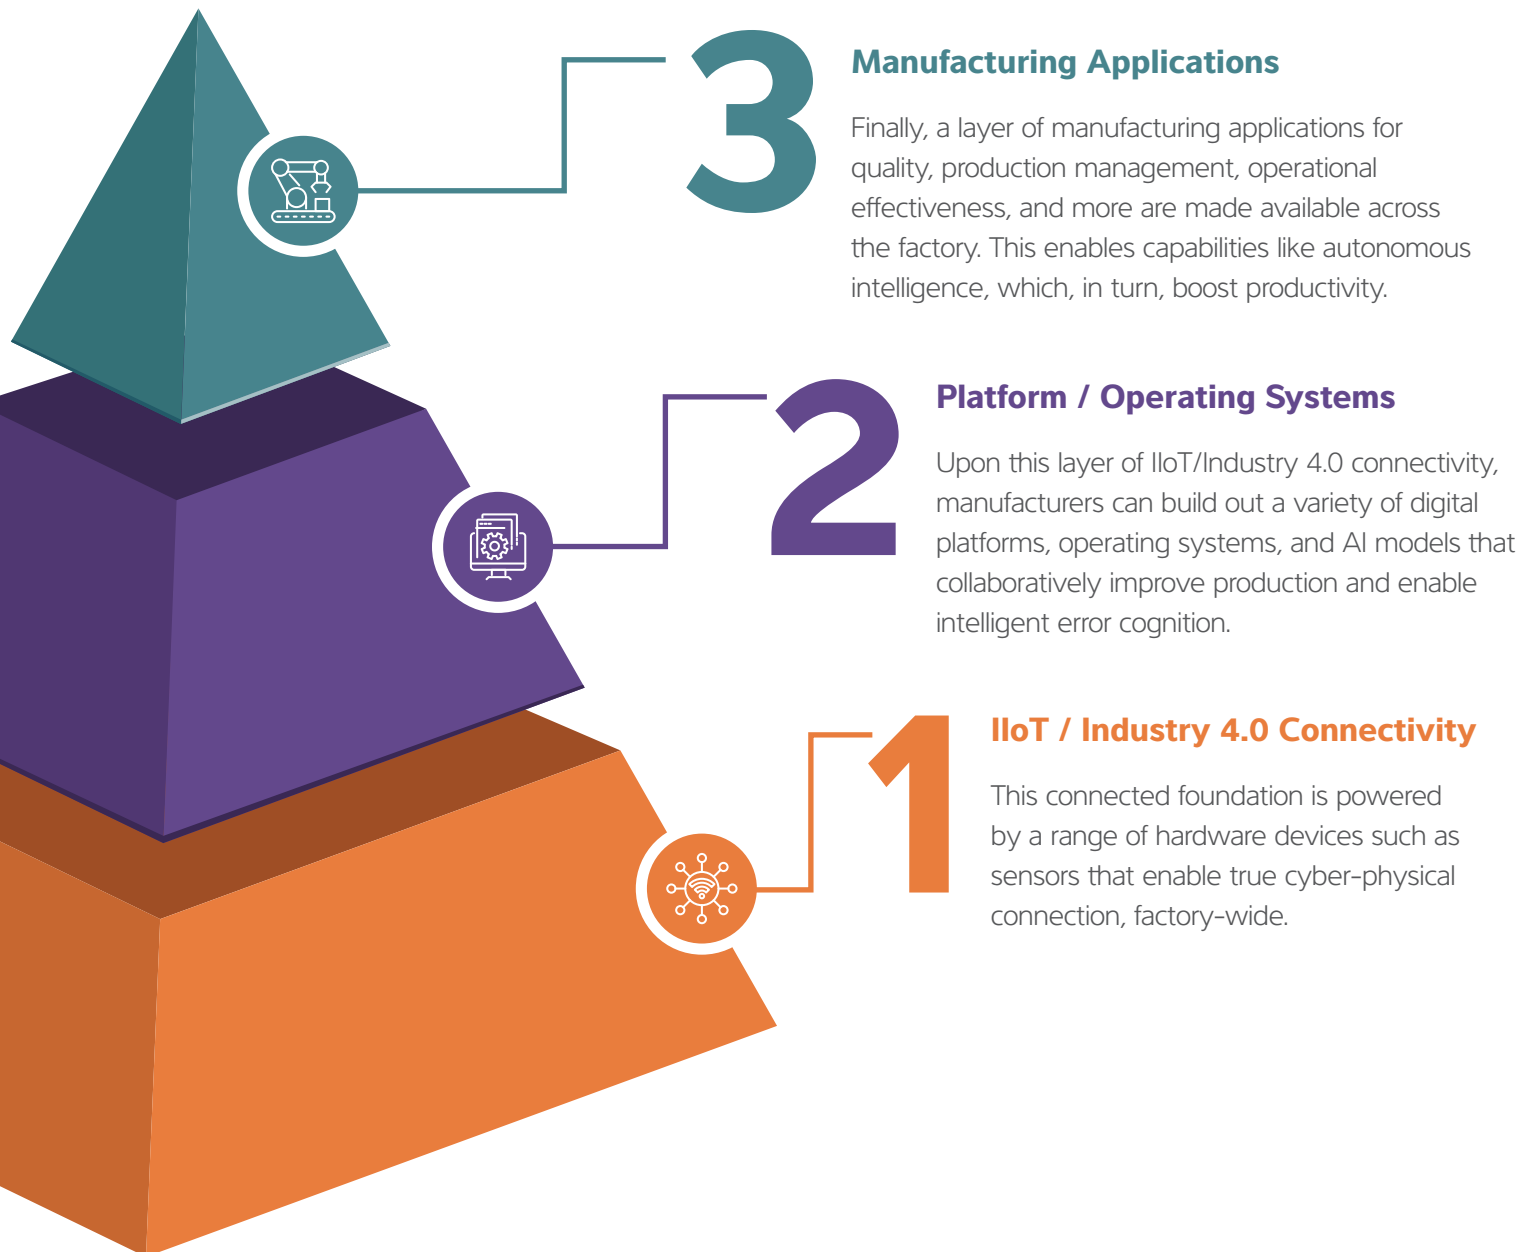 3
Manufacturing Applications
Finally, a layer of manufacturing applications for
quality, production management, operational
effectiveness, and more are made available across
the factory. This enables capabilities like autonomous
intelligence, which, in turn, boost productivity.
2
Platform / Operating Systems
Upon this layer of IIoT/Industry 4.0 connectivity,
manufacturers can build out a variety of digital
platforms, operating systems, and AI models that
collaboratively improve production and enable
intelligent error cognition.
1
IIoT / Industry 4.0 Connectivity
This connected foundation is powered
by a range of hardware devices such as
sensors that enable true cyber-physical
connection, factory-wide.